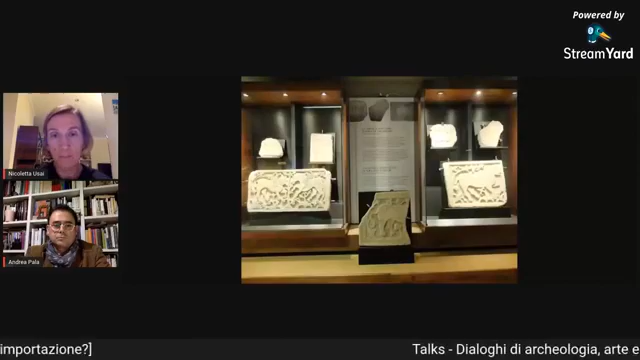 Powered by
StreamYard
Nicoletta Usai
Andrea Pala
importazione?]
Talks - Dialoghi di archeologia, arte e